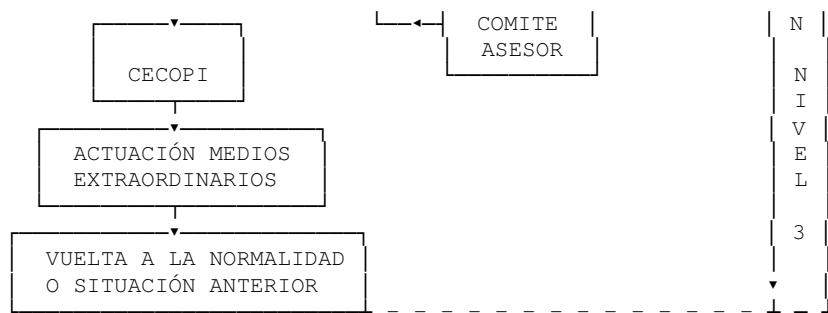 COMITE
ASESOR
CECOPI
ACTUACIÓN MEDIOS
EXTRAORDINARIOS
VUELTA A LA NORMALIDAD
O SITUACIÓN ANTERIOR
N
N
I
V
E
L
3